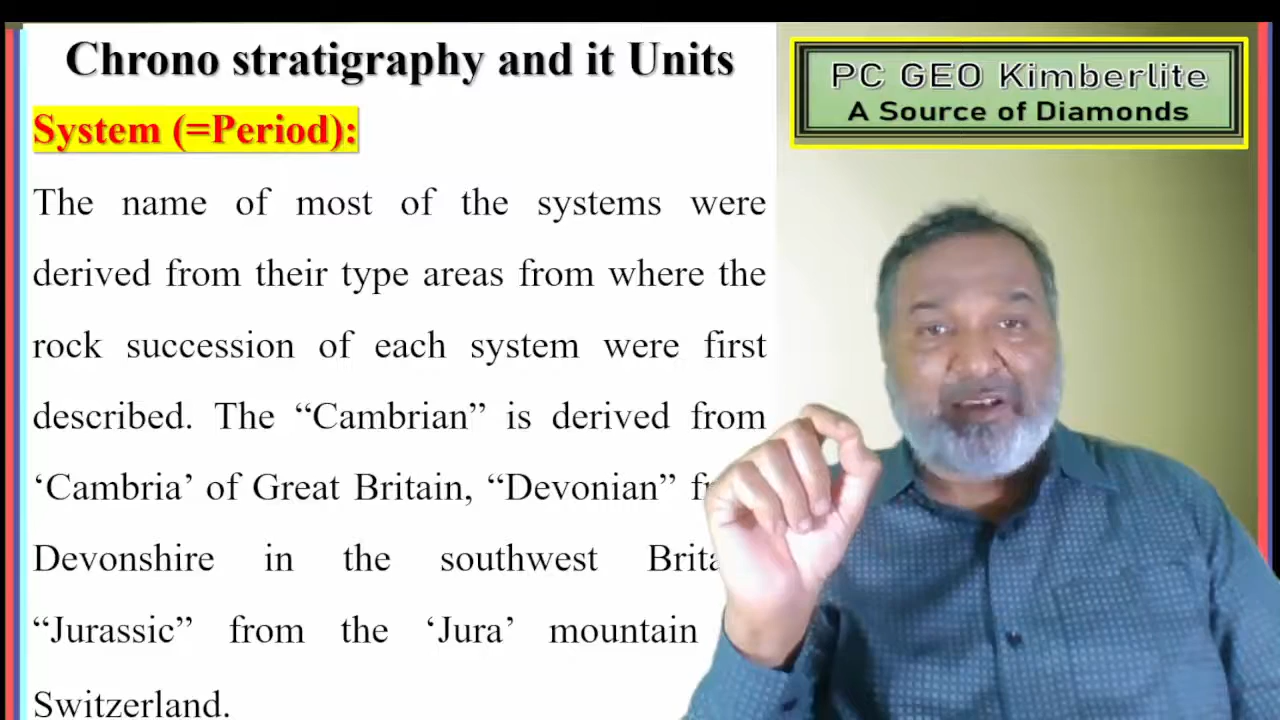 Chrono stratigraphy and it Units
PC GEO Kimberlite
A Source of Diamonds
System (=Period):
The name of most of the systems were
derived from their type areas from where the
rock succession of each system were first
described. The “Cambrian” is derived from
‘Cambria’ of Great Britain, “Devonian”
Devonshire in the southwest
“Jurassic” from the ‘Jura’ mountain
Switzerland.